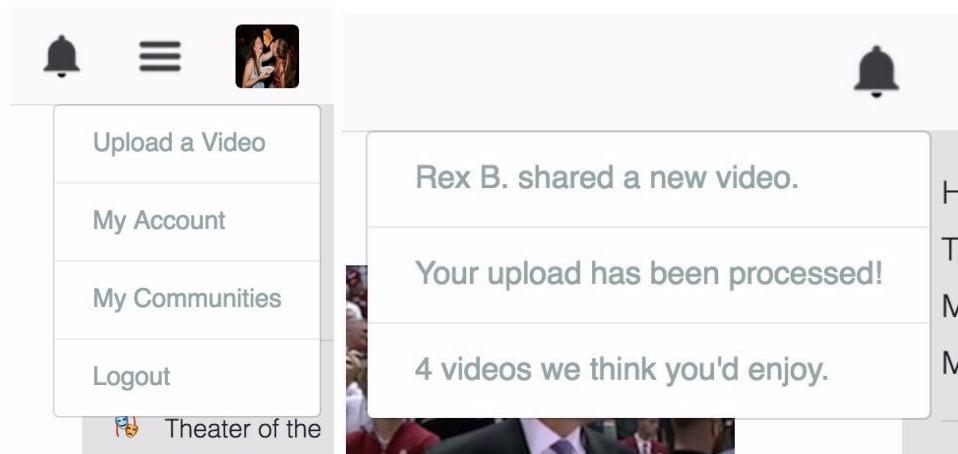 Upload a Video
My Account
My Communities
Logout
Theater of the
Rex B. shared a new video.
Your upload has been processed!
4 videos we think you'd enjoy.
H
T
M
M